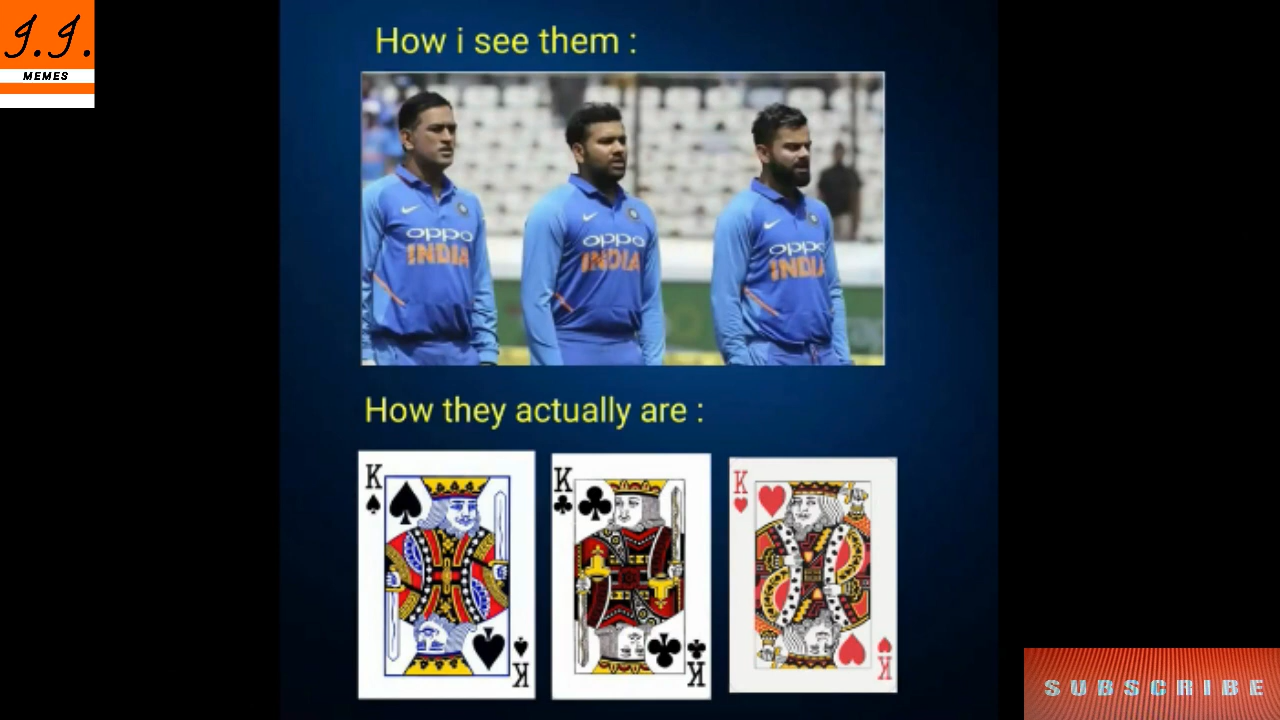 J.J.
MEMES
How i see them :
oppo
INDIA
oppo
INDIA
oppo
INDIA
How they actually are :
K
K
K
K
K
K
SUBSCRIBE